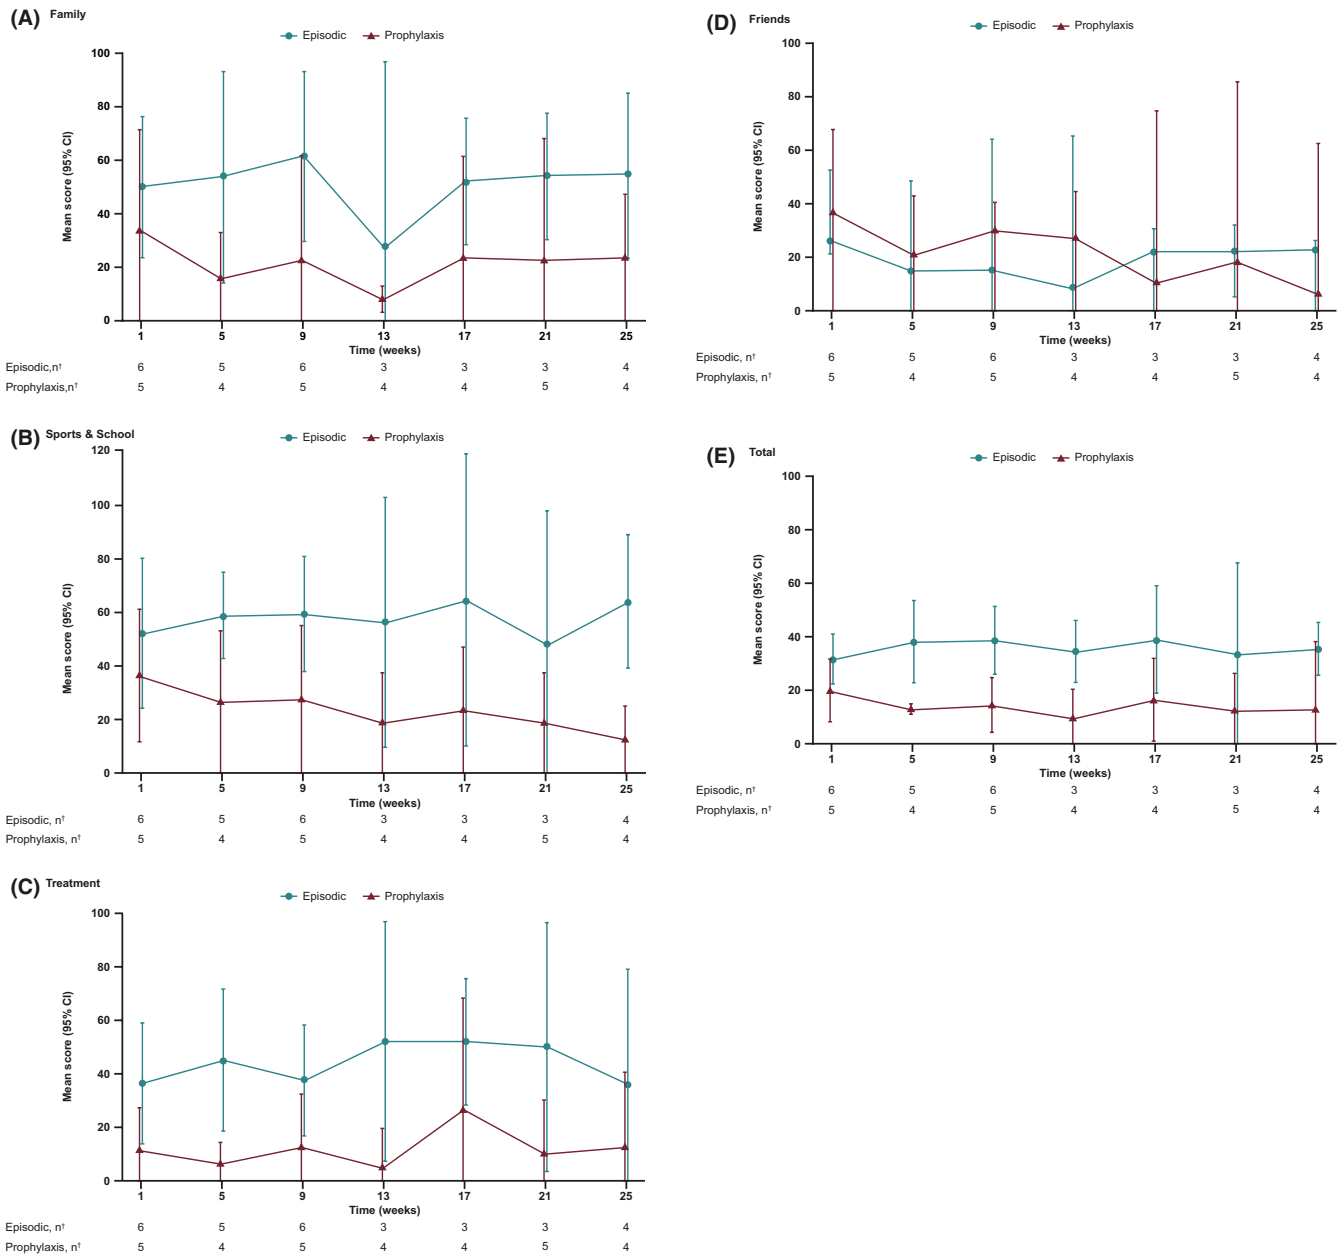 (A) Family
Episodic Prophylaxis
Mean score (95% CI)
100
80
60
40
20
0
1 5 9 13 17 21 25
Time (weeks)
Episodic,n† 6 5 6 3 3 3 4
Prophylaxis,n† 5 4 5 4 4 5 4
(B) Sports & School
Episodic Prophylaxis
Mean score (95% CI)
120
100
80
60
40
20
0
1 5 9 13 17 21 25
Time (weeks)
Episodic, n† 6 5 6 3 3 3 4
Prophylaxis, n† 5 4 5 4 4 5 4
(C) Treatment
Episodic Prophylaxis
Mean score (95% CI)
100
80
60
40
20
0
1 5 9 13 17 21 25
Time (weeks)
Episodic, n† 6 5 6 3 3 3 4
Prophylaxis, n† 5 4 5 4 4 5 4
(D) Friends
Episodic Prophylaxis
Mean score (95% CI)
100
80
60
40
20
0
1 5 9 13 17 21 25
Time (weeks)
Episodic, n† 6 5 6 3 3 3 4
Prophylaxis, n† 5 4 5 4 4 5 4
(E) Total
Episodic Prophylaxis
Mean score (95% CI)
100
80
60
40
20
0
1 5 9 13 17 21 25
Time (weeks)
Episodic, n† 6 5 6 3 3 3 4
Prophylaxis, n† 5 4 5 4 4 5 4